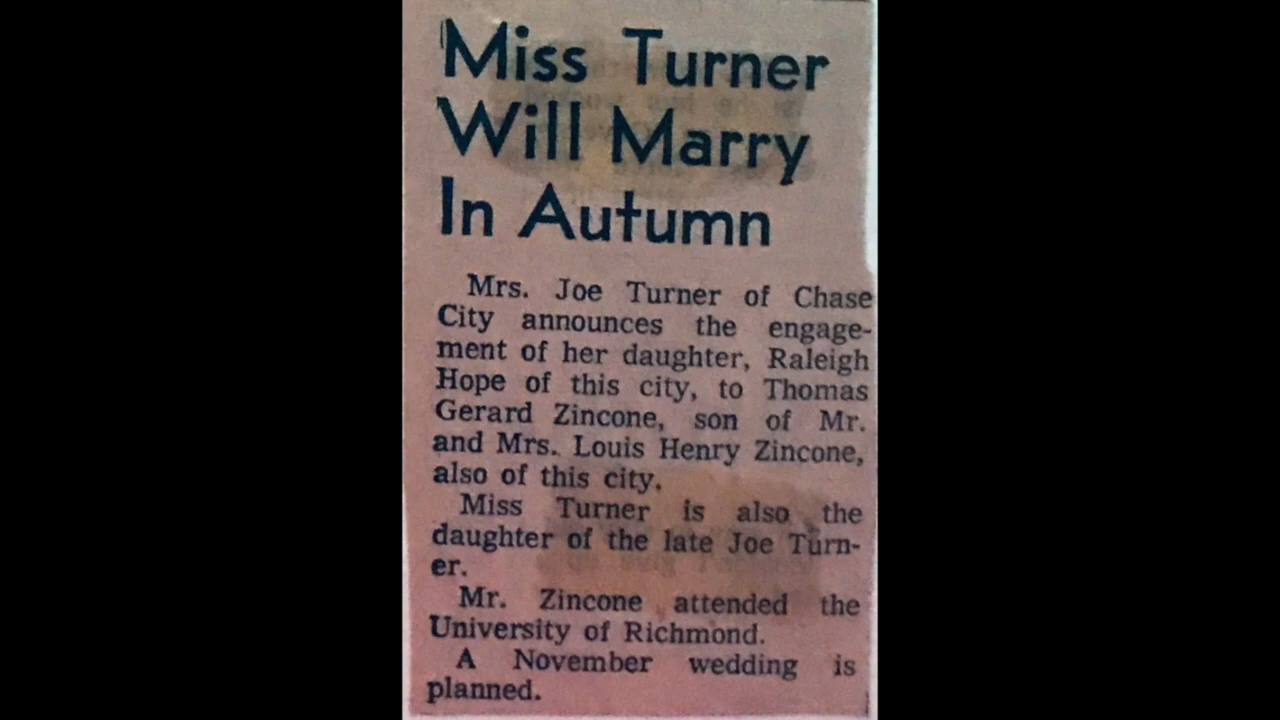 Miss Turner
Will Marry
In Autumn
Mrs. Joe Turner of Chase
City announces the engage-
ment of her daughter, Raleigh
Hope of this city, to Thomas
Gerard Zincone, son of Mr.
and Mrs. Louis Henry Zincone,
also of this city.
Miss Turner is also the
daughter of the late Joe Turn-
er.
Mr. Zincone attended the
University of Richmond.
A November wedding is
planned.